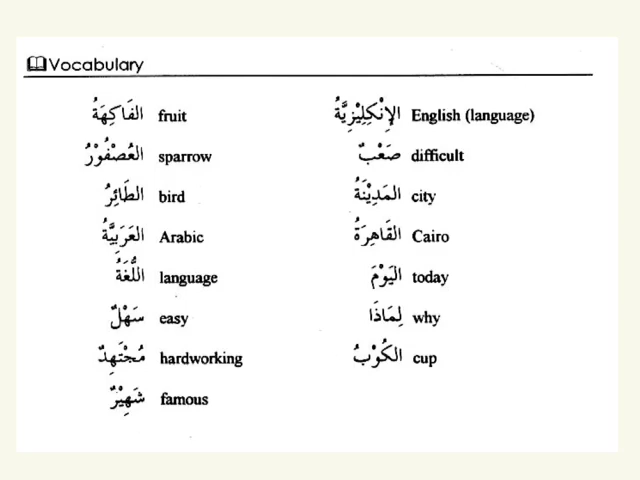 Vocabulary
الفَاكِهَةُ fruit
العُصْفُوْرُ sparrow
الطَائِرُ bird
العَرَبِيَّةُ Arabic
اللُّغَةُ language
سَهْلٌ easy
مُجْتَهِدٌ hardworking
شَهِيْرٌ famous
الإِنْكِلِيْزِيَّةُ English (language)
صَعْبٌ difficult
المَدِيْنَةُ city
القَاهِرَةُ Cairo
اليَوْمَ today
لِمَاذَا why
الكُوْبُ cup